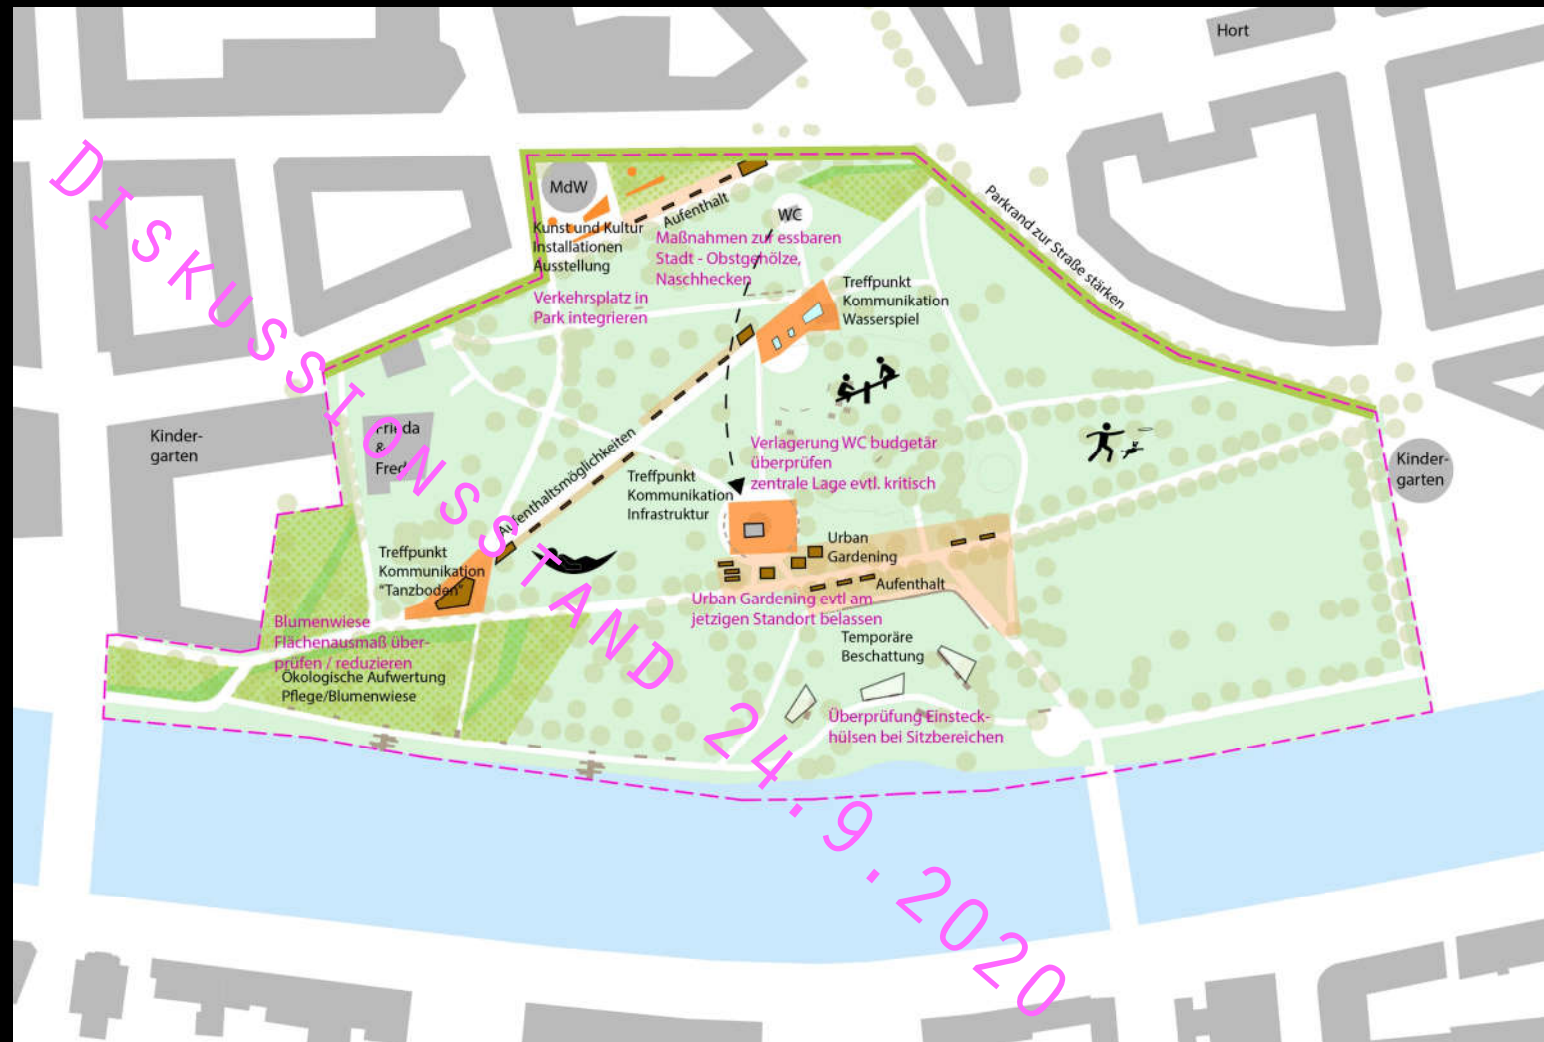 Hort
MdW
Aufenthalt
WC
Parkrand zur Straße stärken
Kunst und Kultur
Installationen
Ausstellung
Maßnahmen zur essbaren
Stadt - Obstgehölze,
Naschhecken
Verkehrsplatz in
Park integrieren
Treffpunkt
Kommunikation
Wasserspiel
Kinder-
garten
Frieda
&
Fred
Aufenthaltsmöglichkeiten
Verlagerung WC budgetär
überprüfen
zentrale Lage evtl. kritisch
Kinder-
garten
Treffpunkt
Kommunikation
Infrastruktur
Treffpunkt
Kommunikation
"Tanzboden"
Urban
Gardening
Aufenthalt
Urban Gardening evtl am
jetzigen Standort belassen
Blumenwiese
Flächenausmaß über-
prüfen / reduzieren
Ökologische Aufwertung
Pflege/Blumenwiese
Temporäre
Beschattung
Überprüfung Einsteck-
hülsen bei Sitzbereichen
DISKUSSIONSSTAND 24.9.2020